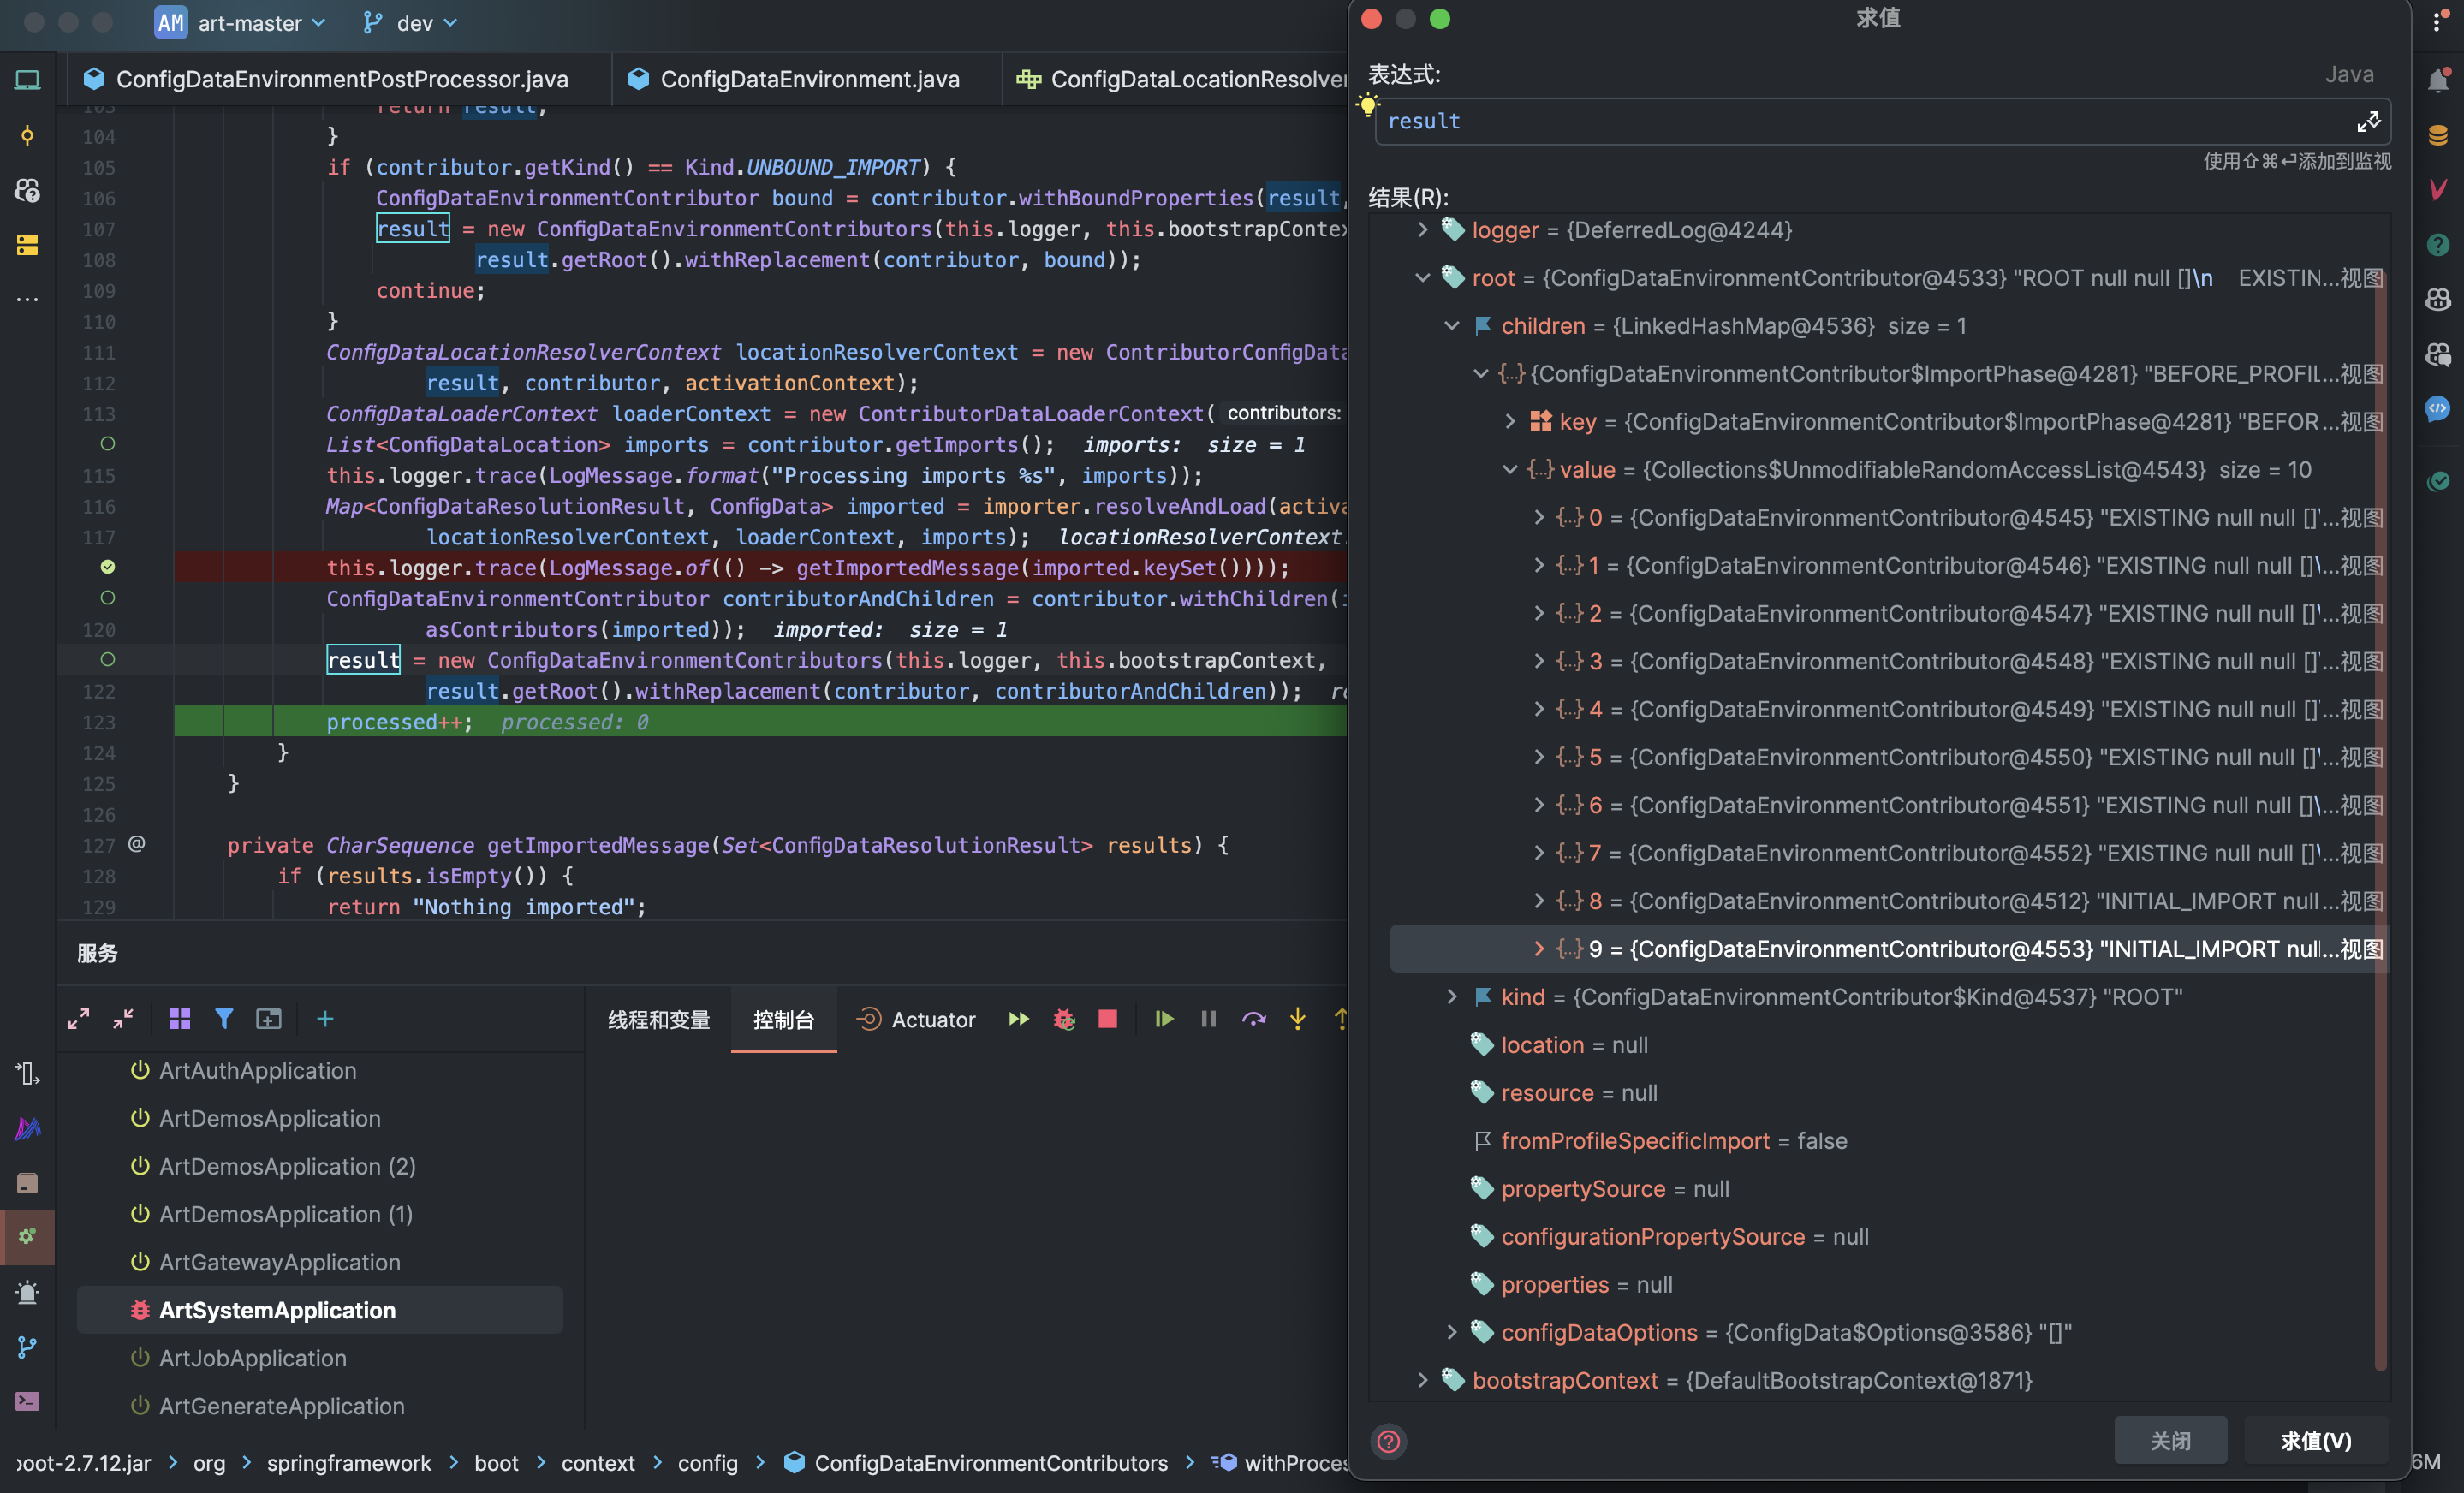 AM art-master dev
ConfigDataEnvironmentPostProcessor.java ConfigDataEnvironment.java ConfigDataLocationResolver
103 return result;
104 }
105 if (contributor.getKind() == Kind.UNBOUND_IMPORT) {
106 ConfigDataEnvironmentContributor bound = contributor.withBoundProperties(result,
107 result = new ConfigDataEnvironmentContributors(this.logger, this.bootstrapContex
108 result.getRoot().withReplacement(contributor, bound));
109 continue;
110 }
111 ConfigDataLocationResolverContext locationResolverContext = new ContributorConfigData
112 result, contributor, activationContext);
113 ConfigDataLoaderContext loaderContext = new ContributorDataLoaderContext( contributors:
List<ConfigDataLocation> imports = contributor.getImports(); imports: size = 1
115 this.logger.trace(LogMessage.format("Processing imports %s", imports));
116 Map<ConfigDataResolutionResult, ConfigData> imported = importer.resolveAndLoad(activa
117 locationResolverContext, loaderContext, imports); locationResolverContext:
this.logger.trace(LogMessage.of(() -> getImportedMessage(imported.keySet())));
ConfigDataEnvironmentContributor contributorAndChildren = contributor.withChildren(i
120 asContributors(imported)); imported: size = 1
result = new ConfigDataEnvironmentContributors(this.logger, this.bootstrapContext,
122 result.getRoot().withReplacement(contributor, contributorAndChildren)); re
123 processed++; processed: 0
124 }
125 }
126
127 @ private CharSequence getImportedMessage(Set<ConfigDataResolutionResult> results) {
128 if (results.isEmpty()) {
129 return "Nothing imported";
服务
线程和变量 控制台 Actuator
ArtAuthApplication
ArtDemosApplication
ArtDemosApplication (2)
ArtDemosApplication (1)
ArtGatewayApplication
ArtSystemApplication
ArtJobApplication
ArtGenerateApplication
boot-2.7.12.jar > org > springframework > boot > context > config > ConfigDataEnvironmentContributors > withProces
求值
表达式: Java
result
使用⇧⌘⏎添加到监视
结果(R):
logger = {DeferredLog@4244}
root = {ConfigDataEnvironmentContributor@4533} "ROOT null null []\n EXISTIN...视图
children = {LinkedHashMap@4536} size = 1
{ConfigDataEnvironmentContributor$ImportPhase@4281} "BEFORE_PROFIL...视图
key = {ConfigDataEnvironmentContributor$ImportPhase@4281} "BEFOR...视图
value = {Collections$UnmodifiableRandomAccessList@4543} size = 10
0 = {ConfigDataEnvironmentContributor@4545} "EXISTING null null []\...视图
1 = {ConfigDataEnvironmentContributor@4546} "EXISTING null null []\...视图
2 = {ConfigDataEnvironmentContributor@4547} "EXISTING null null []\...视图
3 = {ConfigDataEnvironmentContributor@4548} "EXISTING null null []\...视图
4 = {ConfigDataEnvironmentContributor@4549} "EXISTING null null []\...视图
5 = {ConfigDataEnvironmentContributor@4550} "EXISTING null null []\...视图
6 = {ConfigDataEnvironmentContributor@4551} "EXISTING null null []\...视图
7 = {ConfigDataEnvironmentContributor@4552} "EXISTING null null []\...视图
8 = {ConfigDataEnvironmentContributor@4512} "INITIAL_IMPORT null...视图
9 = {ConfigDataEnvironmentContributor@4553} "INITIAL_IMPORT null...视图
kind = {ConfigDataEnvironmentContributor$Kind@4537} "ROOT"
location = null
resource = null
fromProfileSpecificImport = false
propertySource = null
configurationPropertySource = null
properties = null
configDataOptions = {ConfigData$Options@3586} "[]"
bootstrapContext = {DefaultBootstrapContext@1871}
关闭 求值(V)
6M